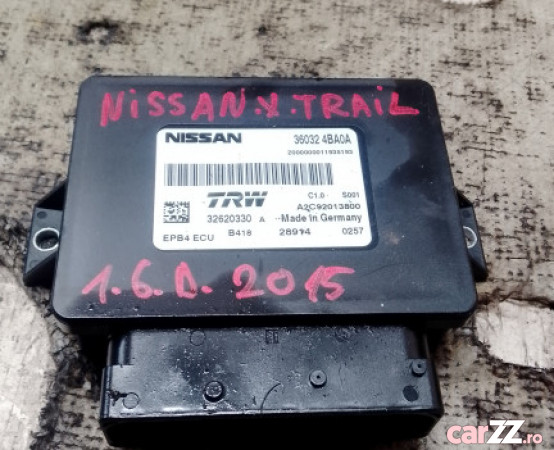 NISSAN.X.TRAIL
NISSAN 36032 4BA0A
TRW C1.0 S001
A2C92013800
32620330 A Made in Germany
EPB4 ECU B418 28914 0257
1.6.D. 2015
carZZ.ro